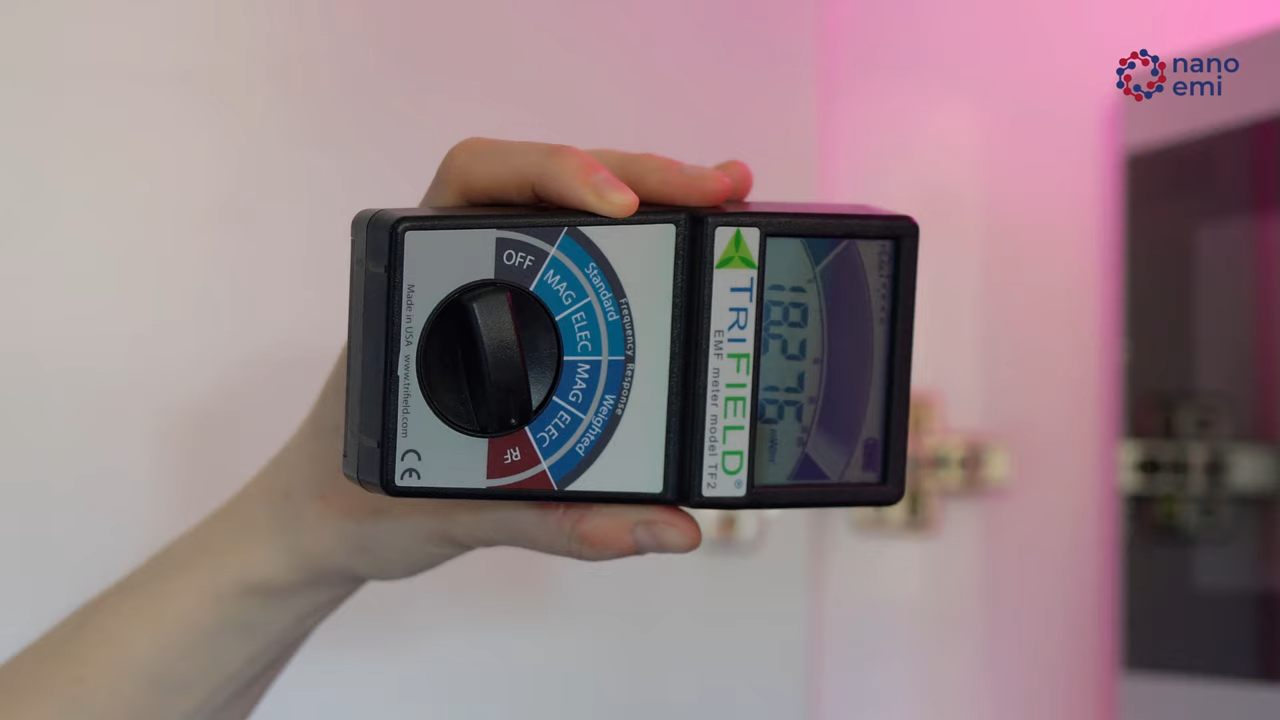 nano
emi
OFF
MAG
ELEC
MAG
ELEC
RF
Standard
Weighted
Frequency Response
Made in USA www.trifield.com
CE
TRIFIELD®
EMF meter model TF2